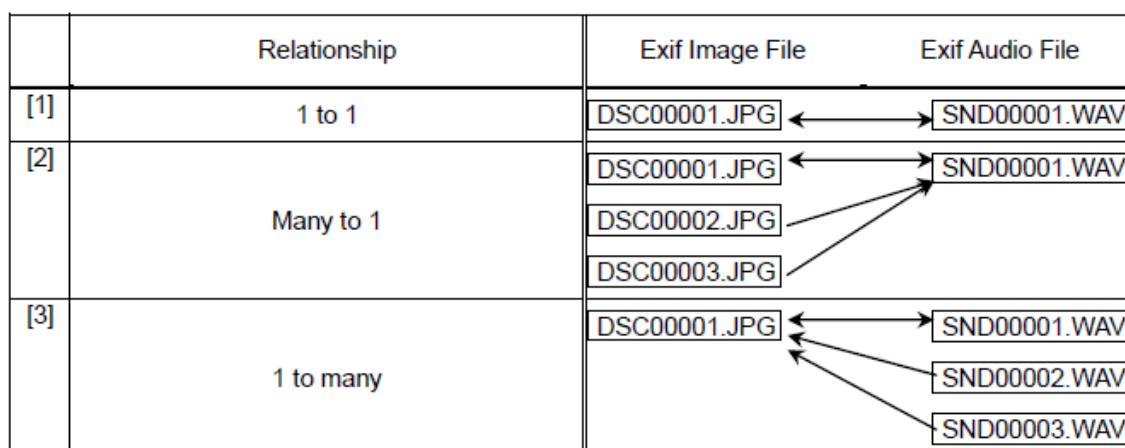 Relationship Exif Image File Exif Audio File
[1] 1 to 1 DSC00001.JPG SND00001.WAV
[2] DSC00001.JPG SND00001.WAV
Many to 1 DSC00002.JPG
DSC00003.JPG
[3] DSC00001.JPG SND00001.WAV
1 to many SND00002.WAV
SND00003.WAV